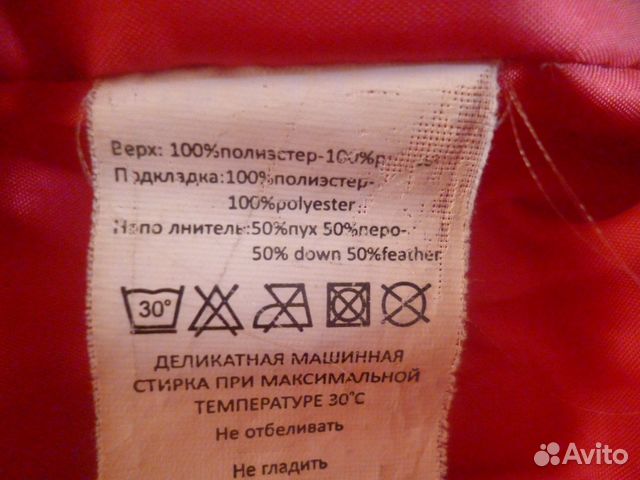 Верх: 100%полиэстер-100%
Подкладка:100%полиэстер-
100%polyester
Наполнитель:50%пух 50%перо-
50% down 50%feather
30°
ДЕЛИКАТНАЯ МАШИННАЯ
СТИРКА ПРИ МАКСИМАЛЬНОЙ
ТЕМПЕРАТУРЕ 30°С
Не отбеливать
Не гладить
Avito